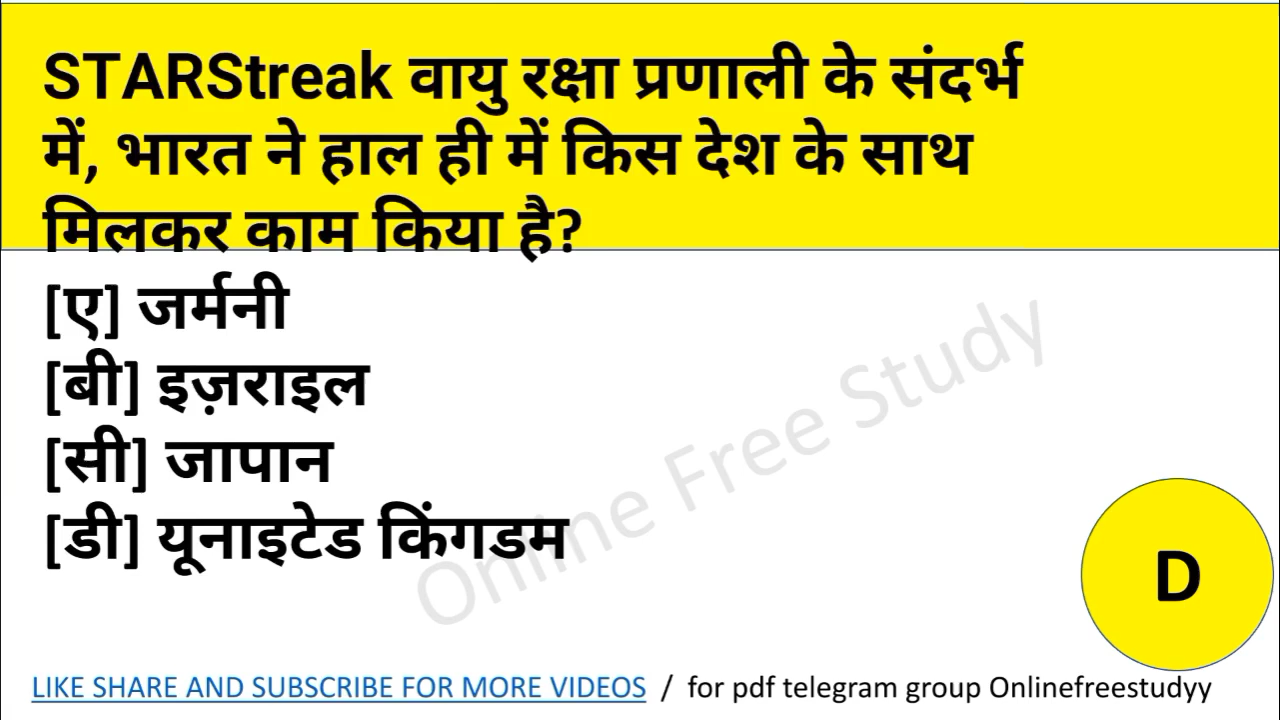 STARStreak वायु रक्षा प्रणाली के संदर्भ
में, भारत ने हाल ही में किस देश के साथ
मिलकर काम किया है?
[ए] जर्मनी
[बी] इज़राइल
[सी] जापान
[डी] यूनाइटेड किंगडम
Online Free Study
D
LIKE SHARE AND SUBSCRIBE FOR MORE VIDEOS / for pdf telegram group Onlinefreestudyy